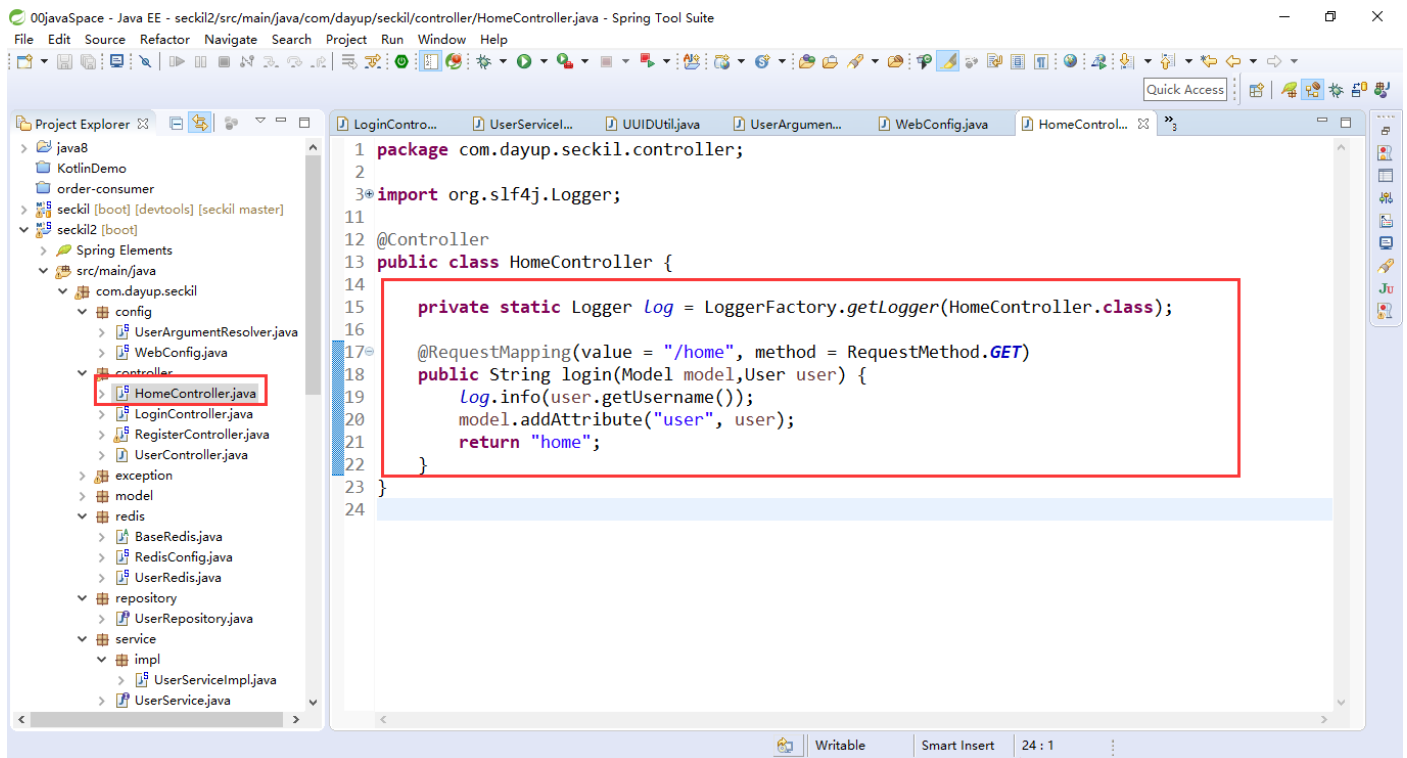 00javaSpace - Java EE - seckil2/src/main/java/com/dayup/seckil/controller/HomeController.java - Spring Tool Suite
File Edit Source Refactor Navigate Search Project Run Window Help
Quick Access
Project Explorer
java8
KotlinDemo
order-consumer
seckil [boot] [devtools] [seckil master]
seckil2 [boot]
Spring Elements
src/main/java
com.dayup.seckil
config
UserArgumentResolver.java
WebConfig.java
controller
HomeController.java
LoginController.java
RegisterController.java
UserController.java
exception
model
redis
BaseRedis.java
RedisConfig.java
UserRedis.java
repository
UserRepository.java
service
impl
UserServiceImpl.java
UserService.java
LoginContro... UserServiceI... UUIDUtil.java UserArgumen... WebConfig.java HomeControl... »3
1 package com.dayup.seckil.controller;
2
3 import org.slf4j.Logger;
11
12 @Controller
13 public class HomeController {
14
15 private static Logger log = LoggerFactory.getLogger(HomeController.class);
16
17 @RequestMapping(value = "/home", method = RequestMethod.GET)
18 public String login(Model model,User user) {
19 log.info(user.getUsername());
20 model.addAttribute("user", user);
21 return "home";
22 }
23 }
24
Writable Smart Insert 24 : 1